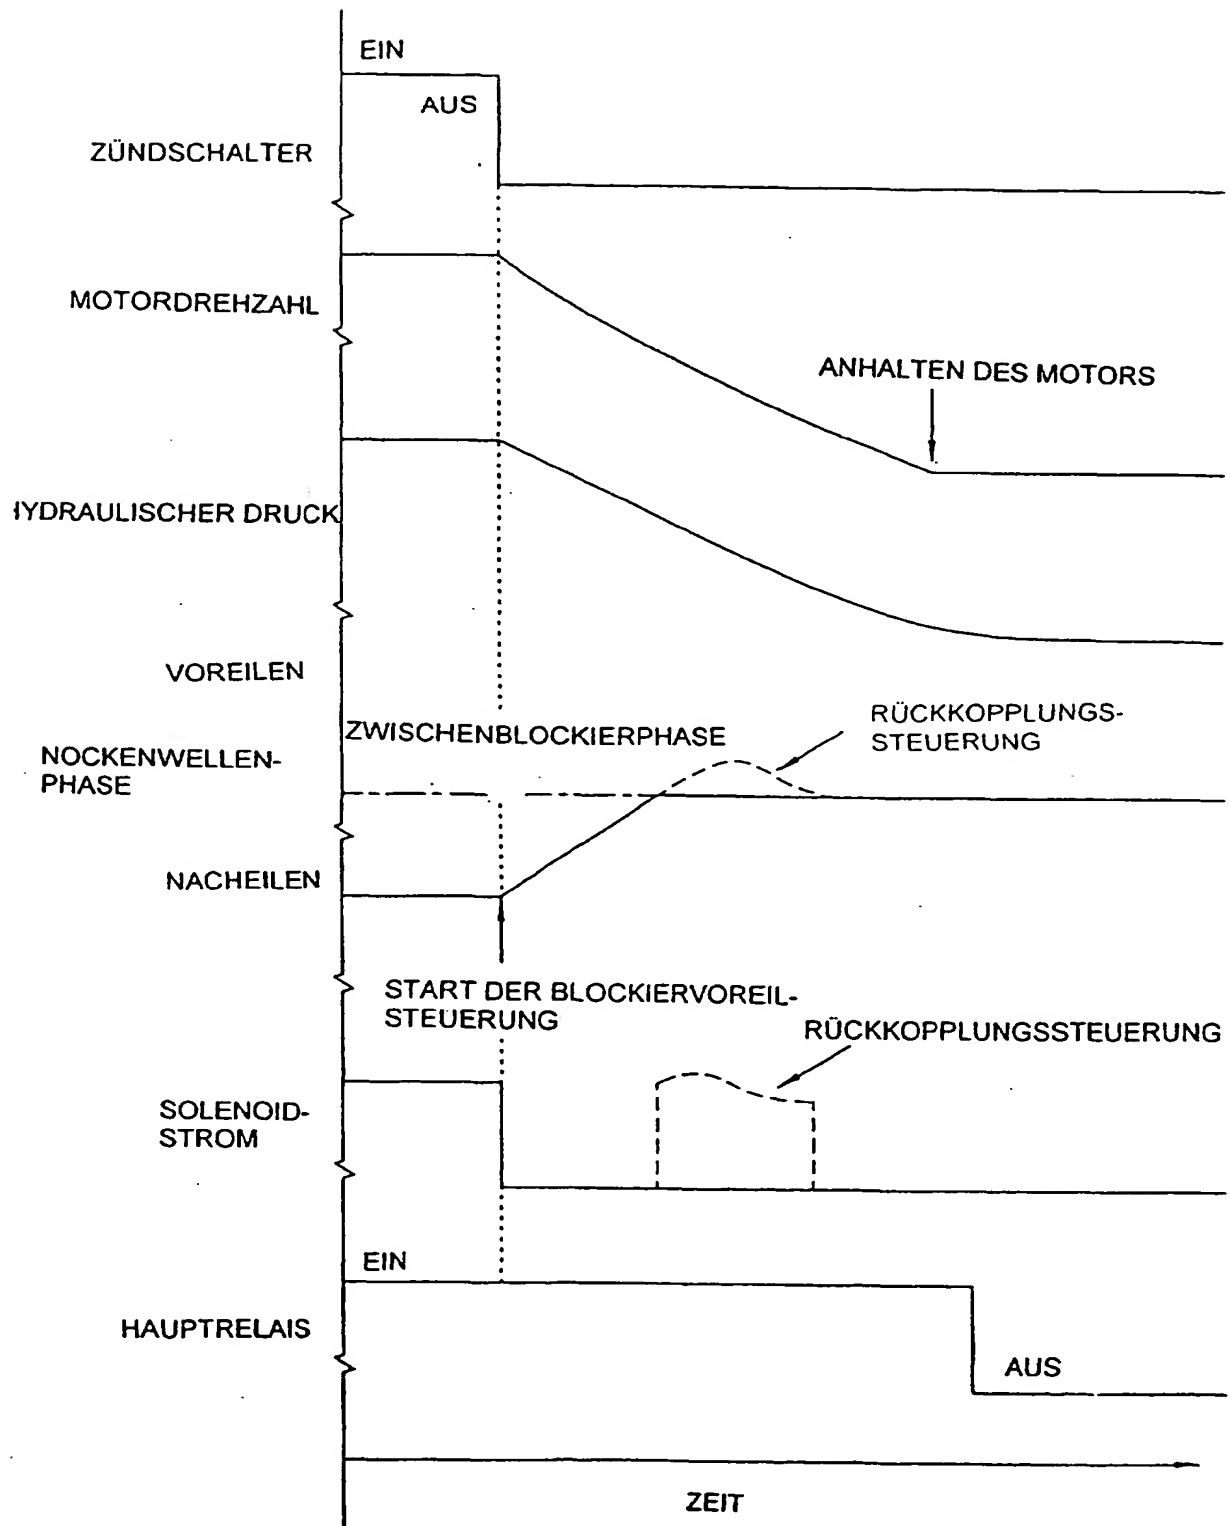 EIN
AUS
ZÜNDSCHALTER
MOTORDREHZAHL
ANHALTEN DES MOTORS
IYDRAULISCHER DRUCK
VOREILEN
ZWISCHENBLOCKIERPHASE
RÜCKKOPPLUNGS-
STEUERUNG
NOCKENWELLEN-
PHASE
NACHEILEN
START DER BLOCKIERVOREIL-
STEUERUNG
RÜCKKOPPLUNGSSTEUERUNG
SOLENOID-
STROM
EIN
HAUPTRELAIS
AUS
ZEIT